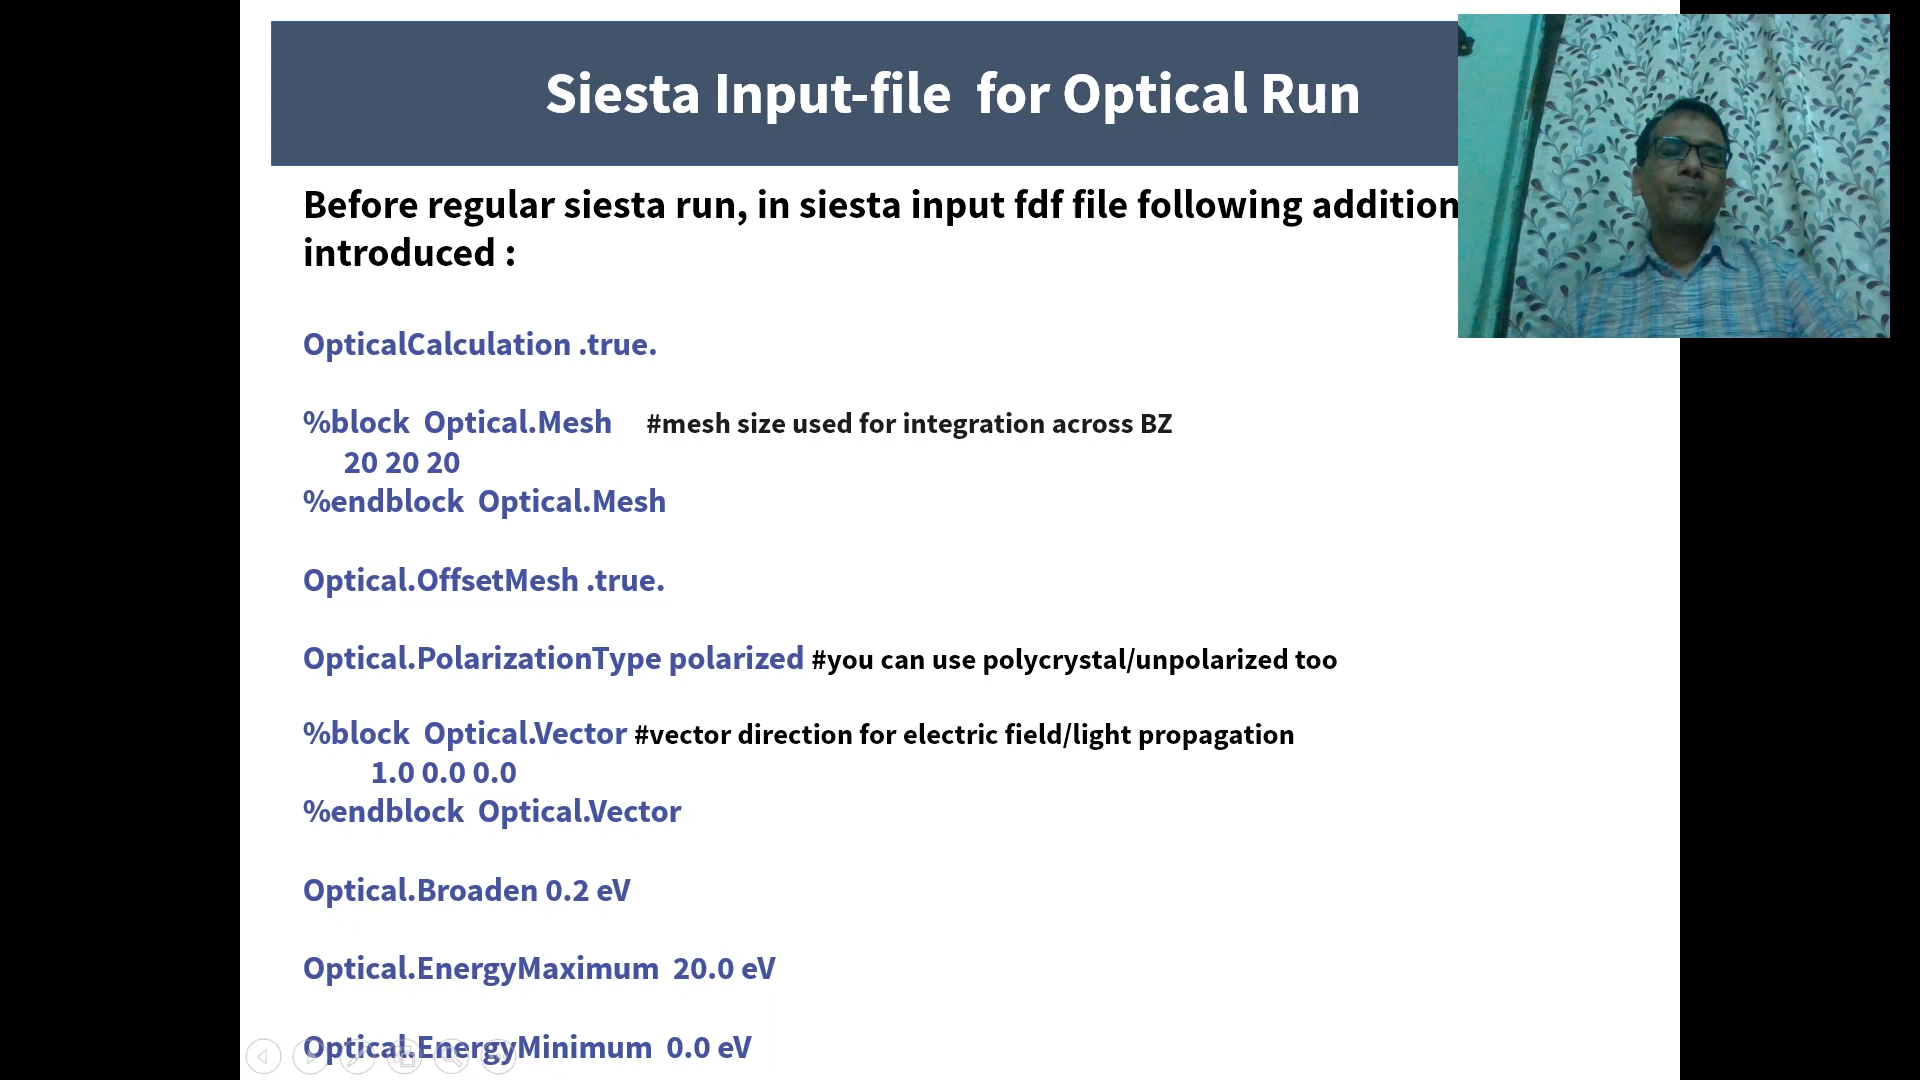 Siesta Input-file for Optical Run
Before regular siesta run, in siesta input fdf file following addition
introduced :
OpticalCalculation .true.
%block Optical.Mesh #mesh size used for integration across BZ
20 20 20
%endblock Optical.Mesh
Optical.OffsetMesh .true.
Optical.PolarizationType polarized #you can use polycrystal/unpolarized too
%block Optical.Vector #vector direction for electric field/light propagation
1.0 0.0 0.0
%endblock Optical.Vector
Optical.Broaden 0.2 eV
Optical.EnergyMaximum 20.0 eV
Optical.EnergyMinimum 0.0 eV